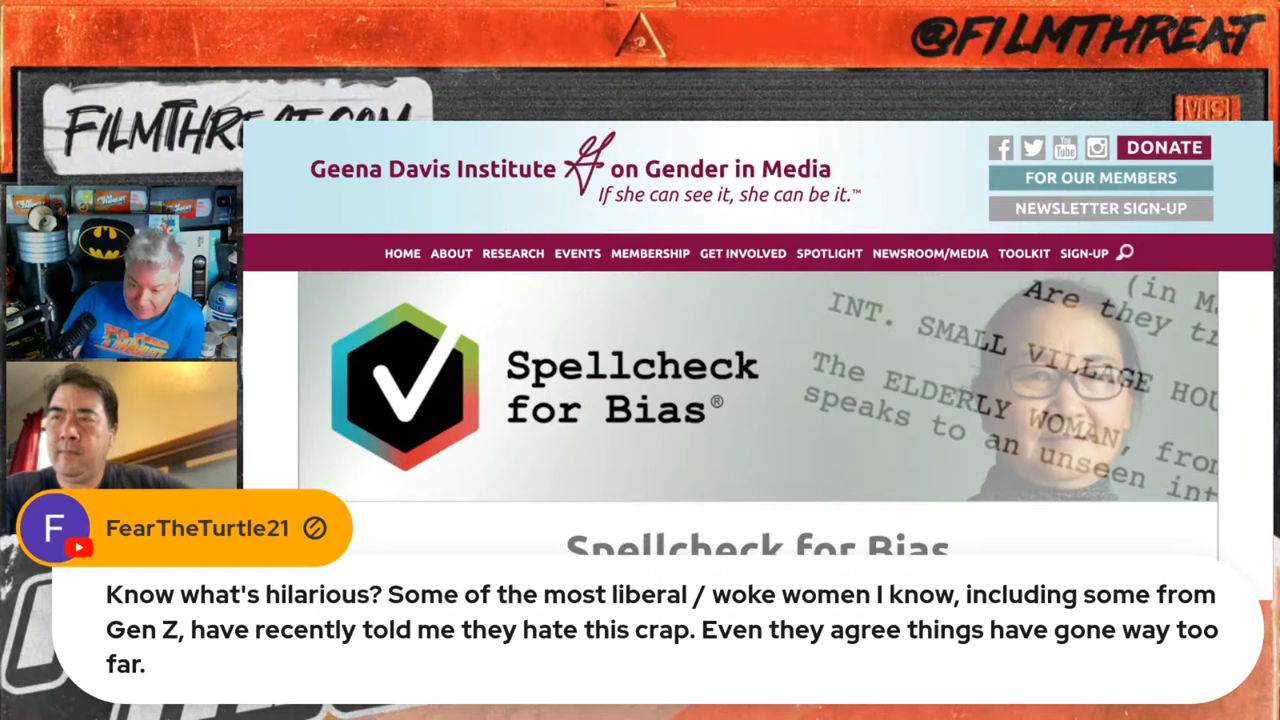 @FILMTHREAT
FILMTHREAT.COM
VIS
Geena Davis Institute on Gender in Media
If she can see it, she can be it.™
DONATE
FOR OUR MEMBERS
NEWSLETTER SIGN-UP
HOME ABOUT RESEARCH EVENTS MEMBERSHIP GET INVOLVED SPOTLIGHT NEWSROOM/MEDIA TOOLKIT SIGN-UP
Spellcheck
for Bias®
(in M
Are they tr
INT. SMALL VILLAGE HOU
The ELDERLY WOMAN, from
speaks to an unseen int
Spellcheck for Bias
F FearTheTurtle21
Know what's hilarious? Some of the most liberal / woke women I know, including some from
Gen Z, have recently told me they hate this crap. Even they agree things have gone way too
far.